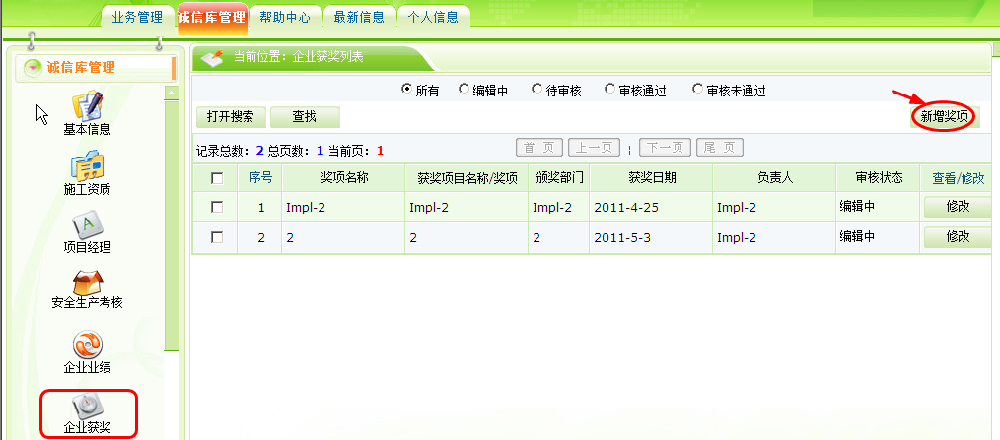 业务管理 诚信库管理 帮助中心 最新信息 个人信息
诚信库管理
基本信息
施工资质
项目经理
安全生产考核
企业业绩
企业获奖
当前位置：企业获奖列表
所有 编辑中 待审核 审核通过 审核未通过
打开搜索 查找 新增奖项
记录总数：2 总页数：1 当前页：1 首 页 上一页 ¦ 下一页 尾 页
序号 奖项名称 获奖项目名称/奖项 颁奖部门 获奖日期 负责人 审核状态 查看/修改
1 Impl-2 Impl-2 Impl-2 2011-4-25 Impl-2 编辑中 修改
2 2 2 2 2011-5-3 Impl-2 编辑中 修改